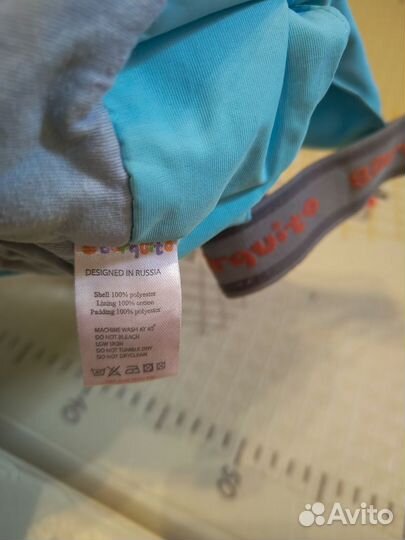 DESIGNED IN RUSSIA
Shell 100% polyester
Lining 100% cotton
Padding 100% polyester
MACHINE WASH AT 40°
DO NOT BLEACH
LOW IRON
DO NOT TUMBLE DRY
DO NOT DRYCLEAN
50
Avito